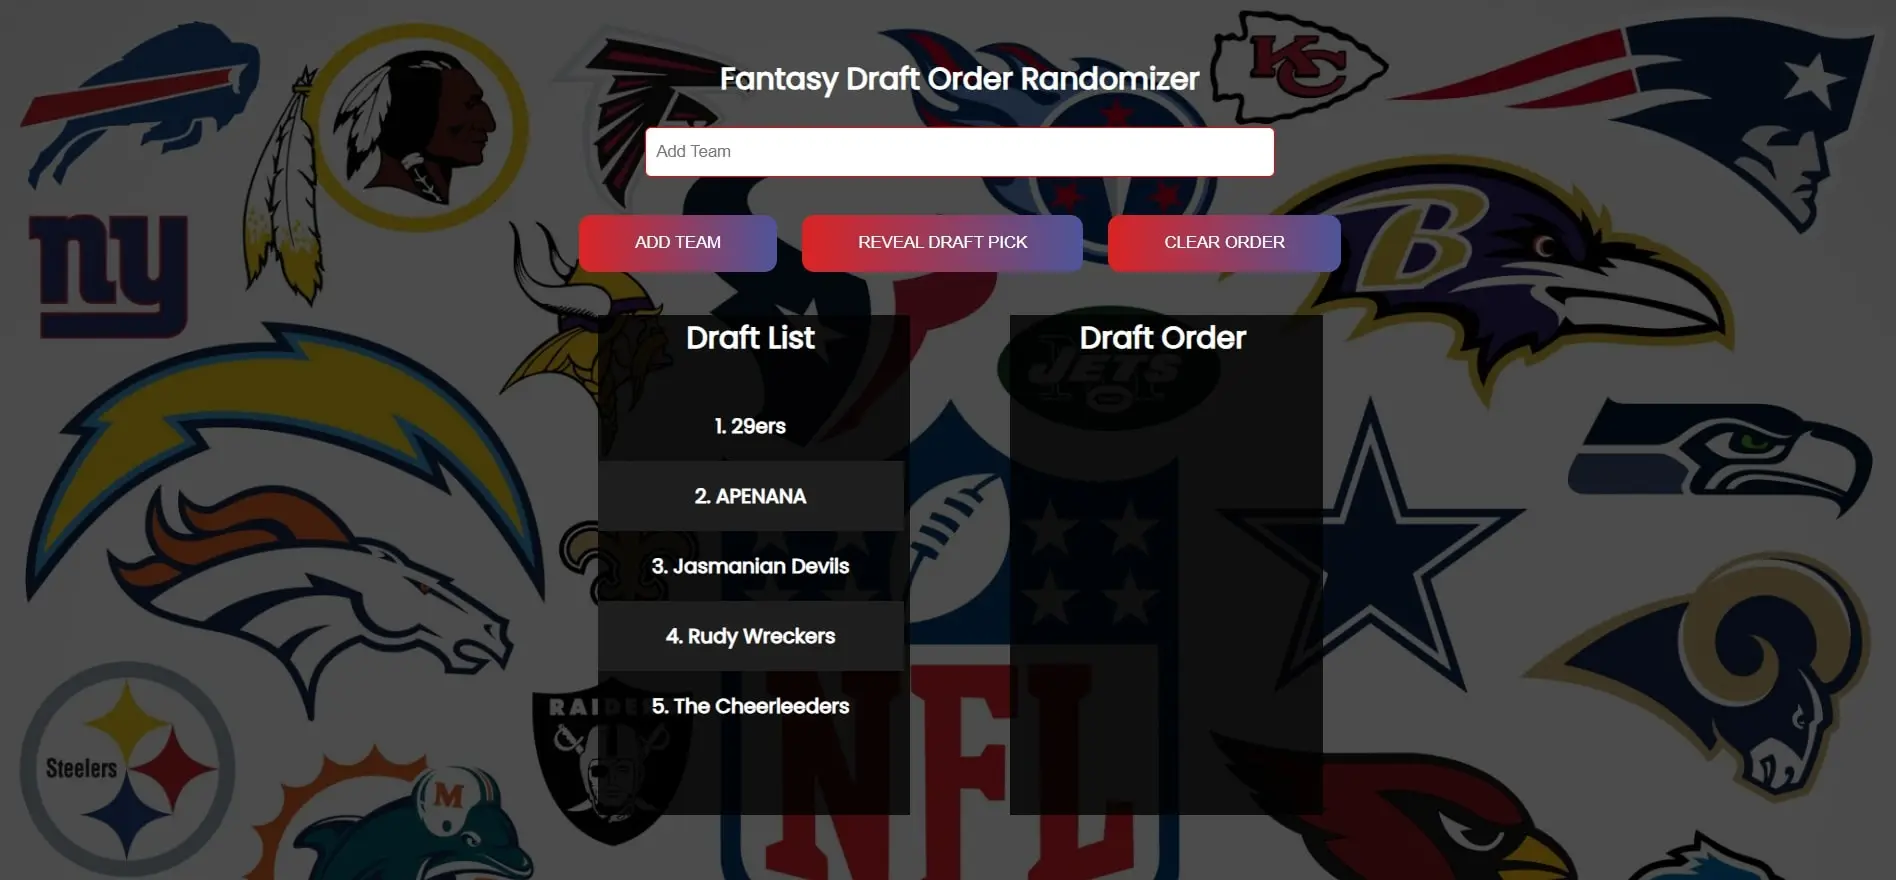 Fantasy Draft Order Randomizer
Add Team
ADD TEAM
REVEAL DRAFT PICK
CLEAR ORDER
Draft List
Draft Order
1. 29ers
2. APENANA
3. Jasmanian Devils
4. Rudy Wreckers
5. The Cheerleeders
KC
ny
B
JETS
RAIDE
Steelers
M
NFL